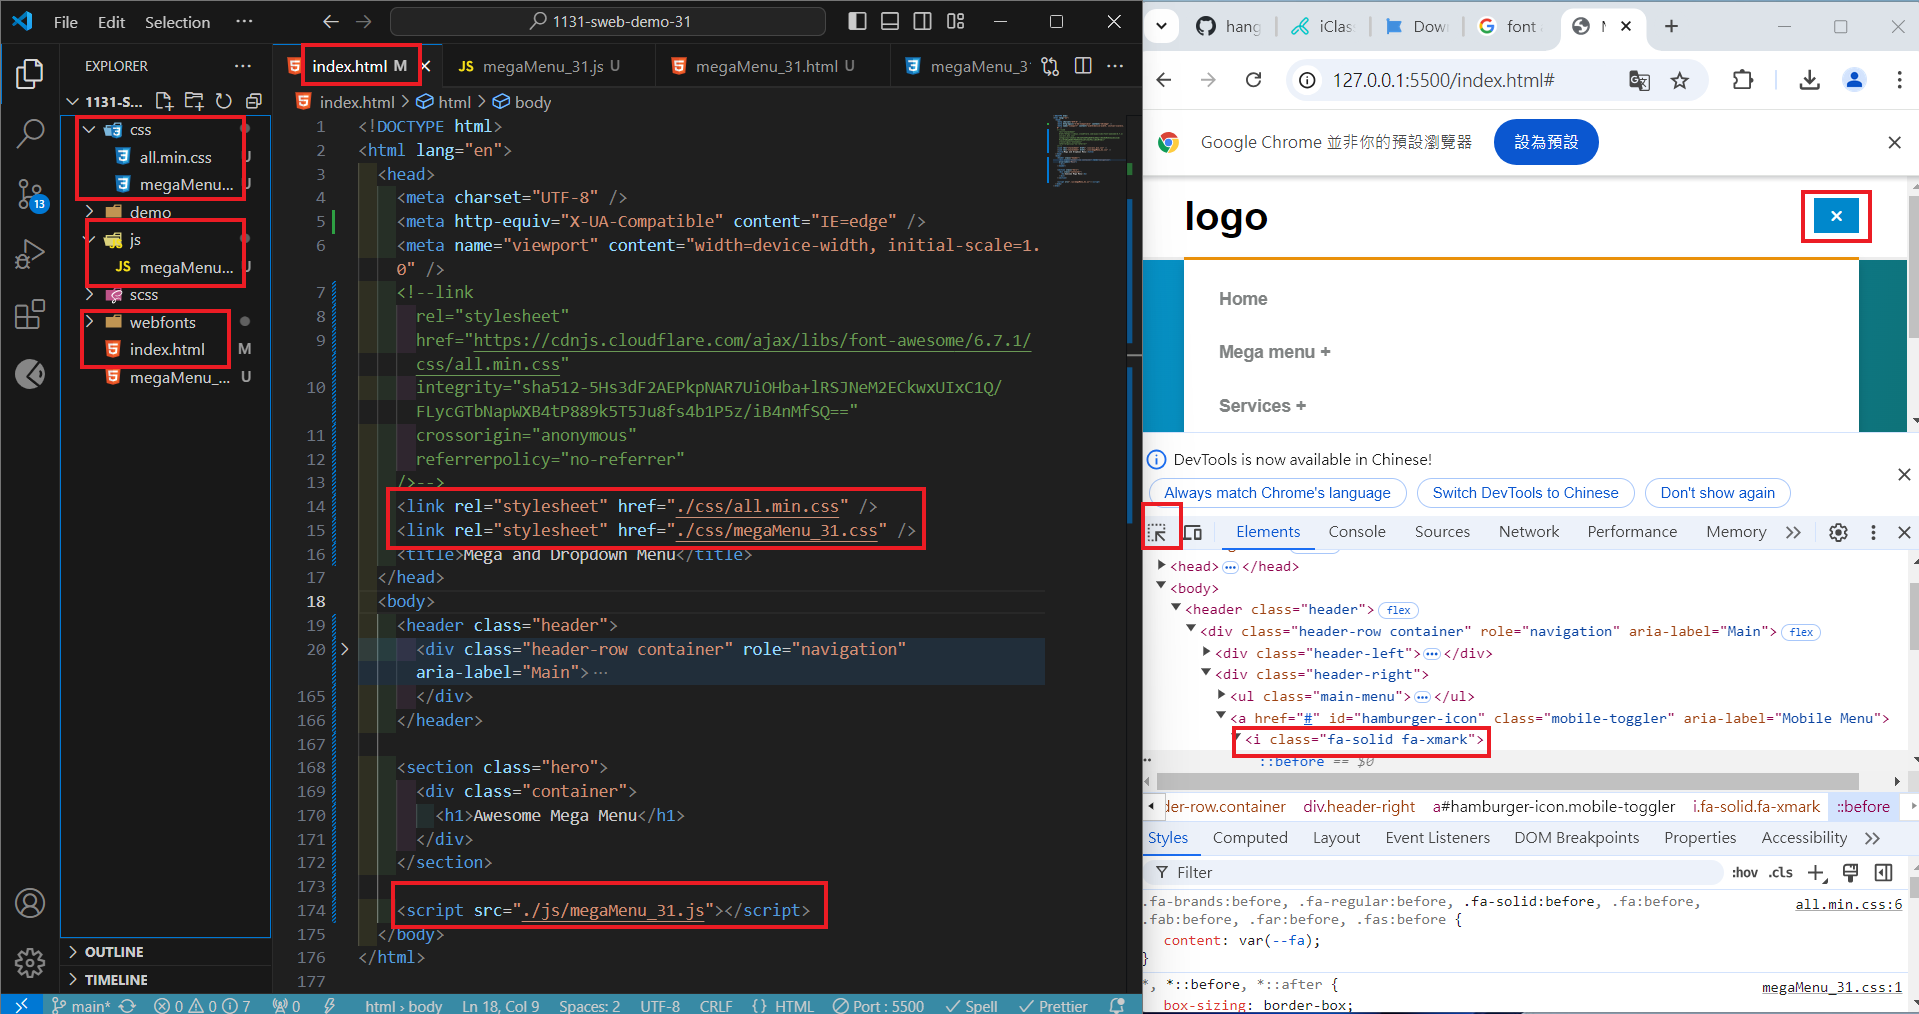 File Edit Selection ··· 1131-sweb-demo-31
EXPLORER ···
1131-S...
css
all.min.css U
megaMenu... U
demo
js
megaMenu... U
scss
webfonts
index.html M
megaMenu_... U
OUTLINE
TIMELINE
13
index.html M
megaMenu_31.js U
megaMenu_31.html U
megaMenu_31
index.html > html > body
1 <!DOCTYPE html>
2 <html lang="en">
3 <head>
4 <meta charset="UTF-8" />
5 <meta http-equiv="X-UA-Compatible" content="IE=edge" />
6 <meta name="viewport" content="width=device-width, initial-scale=1.
0" />
7 <!--link
8 rel="stylesheet"
9 href="https://cdnjs.cloudflare.com/ajax/libs/font-awesome/6.7.1/
css/all.min.css"
10 integrity="sha512-5Hs3dF2AEPkpNAR7UiOHba+lRSJNeM2ECkwxUIxC1Q/
FLycGTbNapWXB4tP889k5T5Ju8fs4b1P5z/iB4nMfSQ=="
11 crossorigin="anonymous"
12 referrerpolicy="no-referrer"
13 />-->
14 <link rel="stylesheet" href="./css/all.min.css" />
15 <link rel="stylesheet" href="./css/megaMenu_31.css" />
16 <title>Mega and Dropdown Menu</title>
17 </head>
18 <body>
19 <header class="header">
20 <div class="header-row container" role="navigation"
aria-label="Main">···
165 </div>
166 </header>
167
168 <section class="hero">
169 <div class="container">
170 <h1>Awesome Mega Menu</h1>
171 </div>
172 </section>
173
174 <script src="./js/megaMenu_31.js"></script>
175 </body>
176 </html>
177
main* 0 0 7 0 html › body Ln 18, Col 9 Spaces: 2 UTF-8 CRLF {} HTML Port : 5500 Spell Prettier
hang iClas Dow font
127.0.0.1:5500/index.html#
Google Chrome 並非你的預設瀏覽器 設為預設
logo
Home
Mega menu +
Services +
DevTools is now available in Chinese!
Always match Chrome's language Switch DevTools to Chinese Don't show again
Elements Console Sources Network Performance Memory
<head> ··· </head>
<body>
<header class="header"> flex
<div class="header-row container" role="navigation" aria-label="Main"> flex
<div class="header-left"> ··· </div>
<div class="header-right">
<ul class="main-menu"> ··· </ul>
<a href="#" id="hamburger-icon" class="mobile-toggler" aria-label="Mobile Menu">
<i class="fa-solid fa-xmark">
::before == $0
der-row.container div.header-right a#hamburger-icon.mobile-toggler i.fa-solid.fa-xmark ::before
Styles Computed Layout Event Listeners DOM Breakpoints Properties Accessibility
Filter :hov .cls
.fa-brands:before, .fa-regular:before, .fa-solid:before, .fa:before, all.min.css:6
.fab:before, .far:before, .fas:before {
content: var(--fa);
}
*, *::before, *::after { megaMenu_31.css:1
box-sizing: border-box;